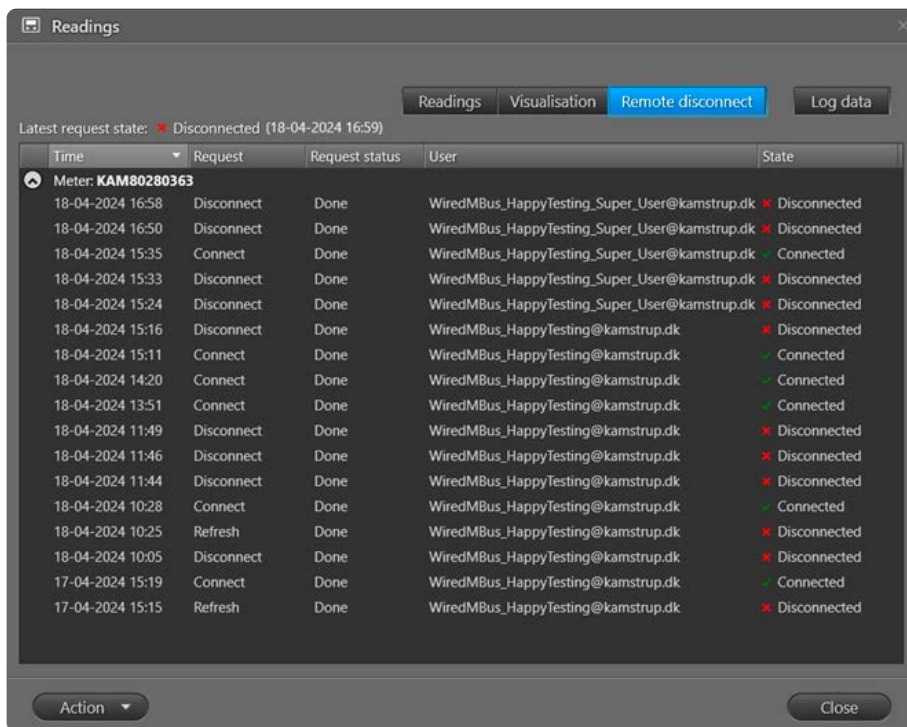 Readings
Readings Visualisation Remote disconnect Log data
Latest request state: Disconnected (18-04-2024 16:59)
Time Request Request status User State
Meter: KAM80280363
18-04-2024 16:58 Disconnect Done WiredMBus_HappyTesting_Super_User@kamstrup.dk Disconnected
18-04-2024 16:50 Disconnect Done WiredMBus_HappyTesting_Super_User@kamstrup.dk Disconnected
18-04-2024 15:35 Connect Done WiredMBus_HappyTesting_Super_User@kamstrup.dk Connected
18-04-2024 15:33 Disconnect Done WiredMBus_HappyTesting_Super_User@kamstrup.dk Disconnected
18-04-2024 15:24 Disconnect Done WiredMBus_HappyTesting_Super_User@kamstrup.dk Disconnected
18-04-2024 15:16 Disconnect Done WiredMBus_HappyTesting@kamstrup.dk Disconnected
18-04-2024 15:11 Connect Done WiredMBus_HappyTesting@kamstrup.dk Connected
18-04-2024 14:20 Connect Done WiredMBus_HappyTesting@kamstrup.dk Connected
18-04-2024 13:51 Connect Done WiredMBus_HappyTesting@kamstrup.dk Connected
18-04-2024 11:49 Disconnect Done WiredMBus_HappyTesting@kamstrup.dk Disconnected
18-04-2024 11:46 Disconnect Done WiredMBus_HappyTesting@kamstrup.dk Disconnected
18-04-2024 11:44 Disconnect Done WiredMBus_HappyTesting@kamstrup.dk Disconnected
18-04-2024 10:28 Connect Done WiredMBus_HappyTesting@kamstrup.dk Connected
18-04-2024 10:25 Refresh Done WiredMBus_HappyTesting@kamstrup.dk Disconnected
18-04-2024 10:05 Disconnect Done WiredMBus_HappyTesting@kamstrup.dk Disconnected
17-04-2024 15:19 Connect Done WiredMBus_HappyTesting@kamstrup.dk Connected
17-04-2024 15:15 Refresh Done WiredMBus_HappyTesting@kamstrup.dk Disconnected
Action Close